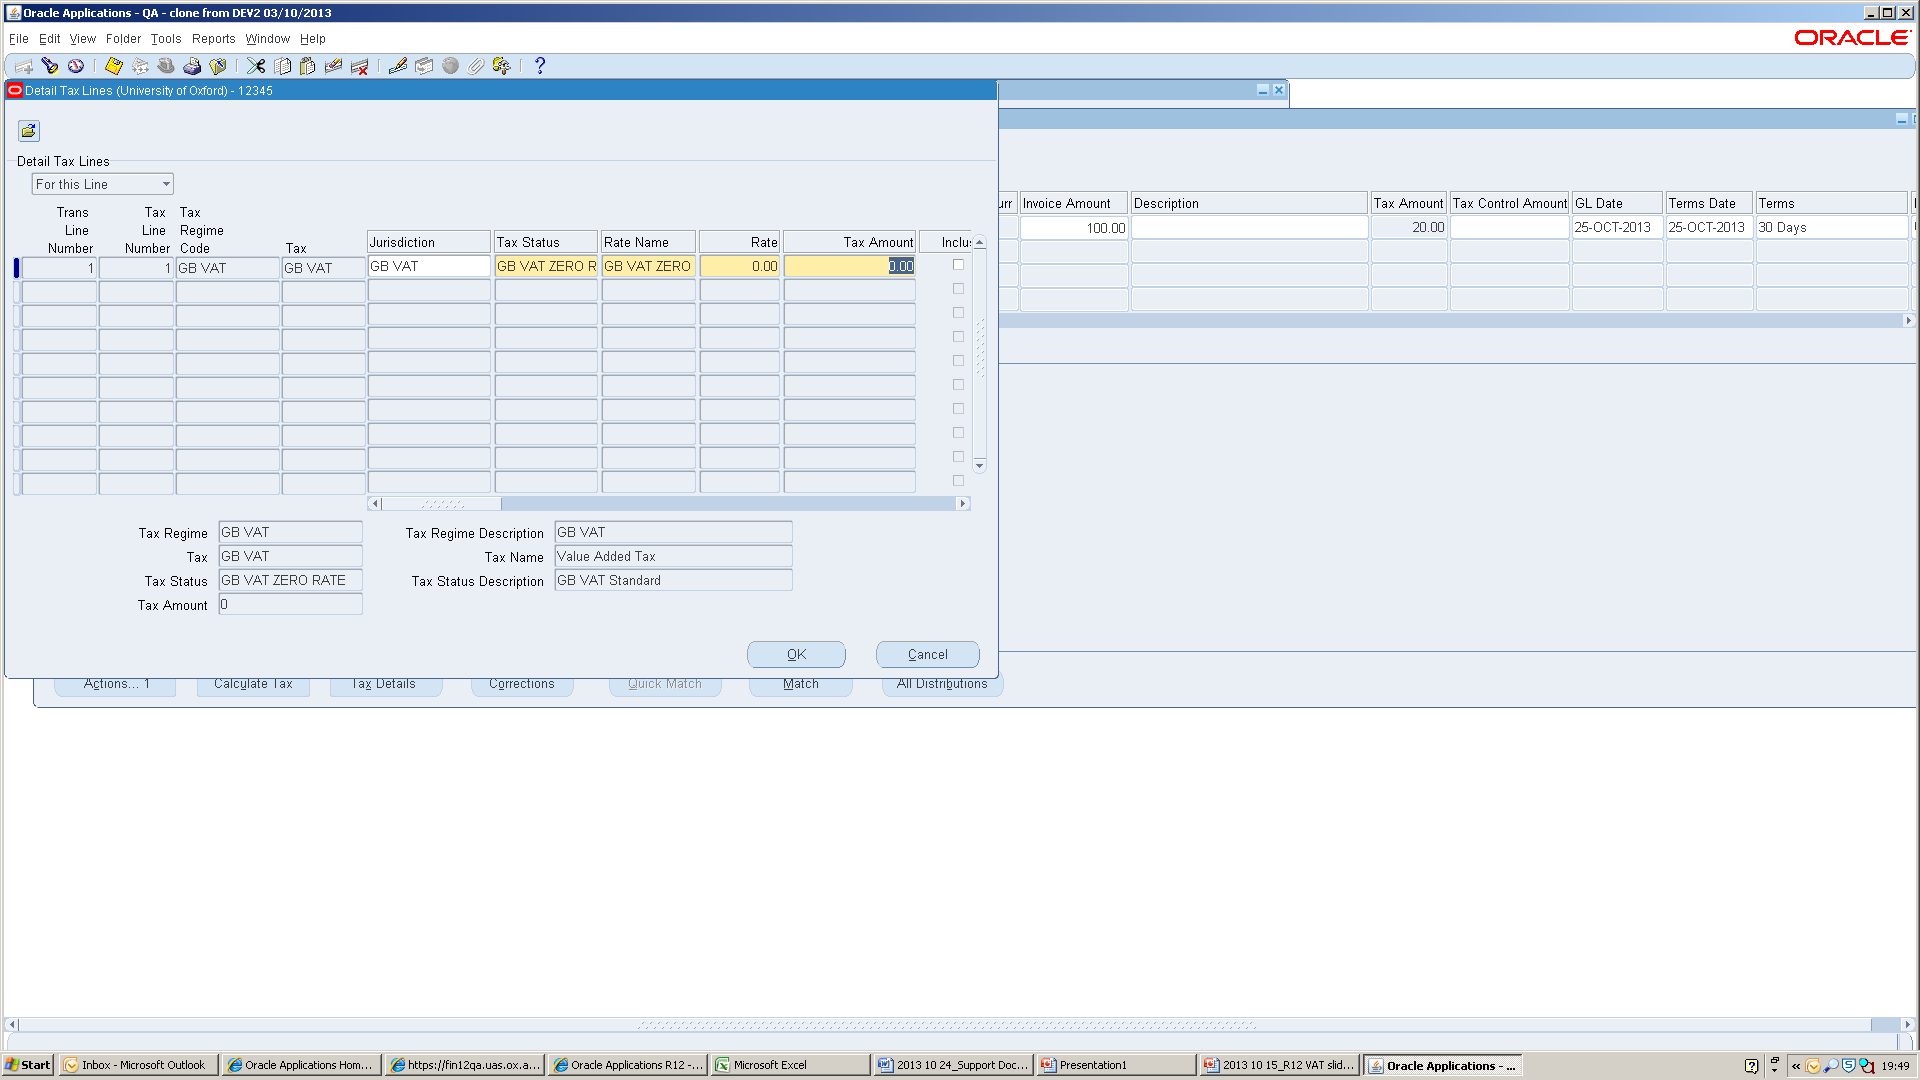 Oracle Applications - QA - clone from DEV2 03/10/2013
File Edit View Folder Tools Reports Window Help
ORACLE
Detail Tax Lines (University of Oxford) - 12345
Detail Tax Lines
For this Line
Trans Line Number
Tax Line Number
Tax Regime Code
Tax
Jurisdiction
Tax Status
Rate Name
Rate
Tax Amount
Inclus
1 1 GB VAT GB VAT GB VAT GB VAT ZERO R GB VAT ZERO 0.00 0.00
Tax Regime GB VAT
Tax Regime Description GB VAT
Tax GB VAT
Tax Name Value Added Tax
Tax Status GB VAT ZERO RATE
Tax Status Description GB VAT Standard
Tax Amount 0
OK Cancel
urr Invoice Amount Description Tax Amount Tax Control Amount GL Date Terms Date Terms
100.00 20.00 25-OCT-2013 25-OCT-2013 30 Days
Actions... 1 Calculate Tax Tax Details Corrections Quick Match Match All Distributions
Start
Inbox - Microsoft Outlook
Oracle Applications Hom...
https://fin12qa.uas.ox.a...
Oracle Applications R12 -...
Microsoft Excel
2013 10 24_Support Doc...
Presentation1
2013 10 15_R12 VAT slid...
Oracle Applications - ...
19:49